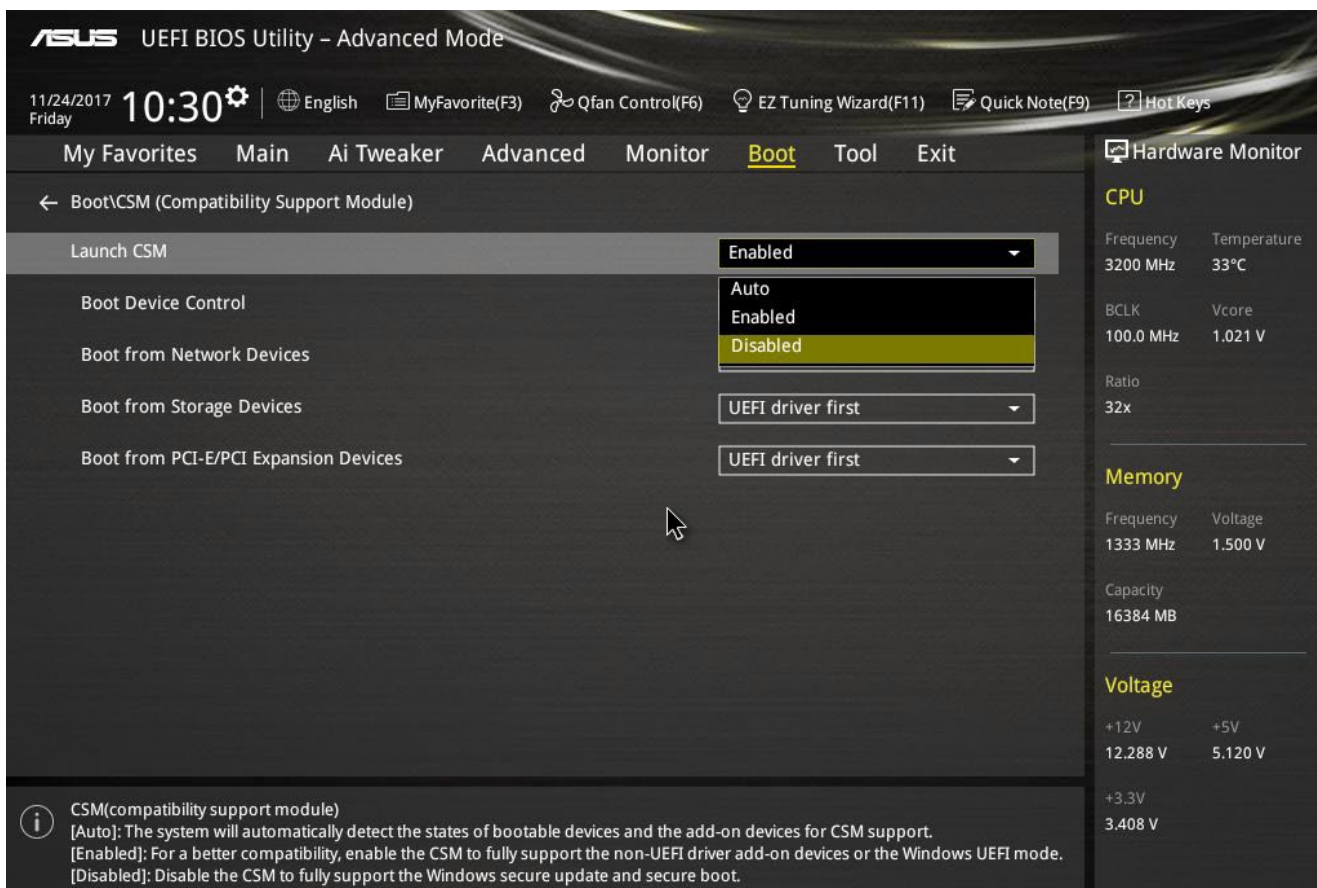 ASUS UEFI BIOS Utility – Advanced Mode
11/24/2017
Friday
10:30
English MyFavorite(F3) Qfan Control(F6) EZ Tuning Wizard(F11) Quick Note(F9) Hot Keys
My Favorites Main Ai Tweaker Advanced Monitor Boot Tool Exit
← Boot\CSM (Compatibility Support Module)
Launch CSM Enabled
Auto
Enabled
Disabled
Boot Device Control
Boot from Network Devices
Boot from Storage Devices UEFI driver first
Boot from PCI-E/PCI Expansion Devices UEFI driver first
Hardware Monitor
CPU
Frequency Temperature
3200 MHz 33°C
BCLK Vcore
100.0 MHz 1.021 V
Ratio
32x
Memory
Frequency Voltage
1333 MHz 1.500 V
Capacity
16384 MB
Voltage
+12V +5V
12.288 V 5.120 V
+3.3V
3.408 V
CSM(compatibility support module)
[Auto]: The system will automatically detect the states of bootable devices and the add-on devices for CSM support.
[Enabled]: For a better compatibility, enable the CSM to fully support the non-UEFI driver add-on devices or the Windows UEFI mode.
[Disabled]: Disable the CSM to fully support the Windows secure update and secure boot.